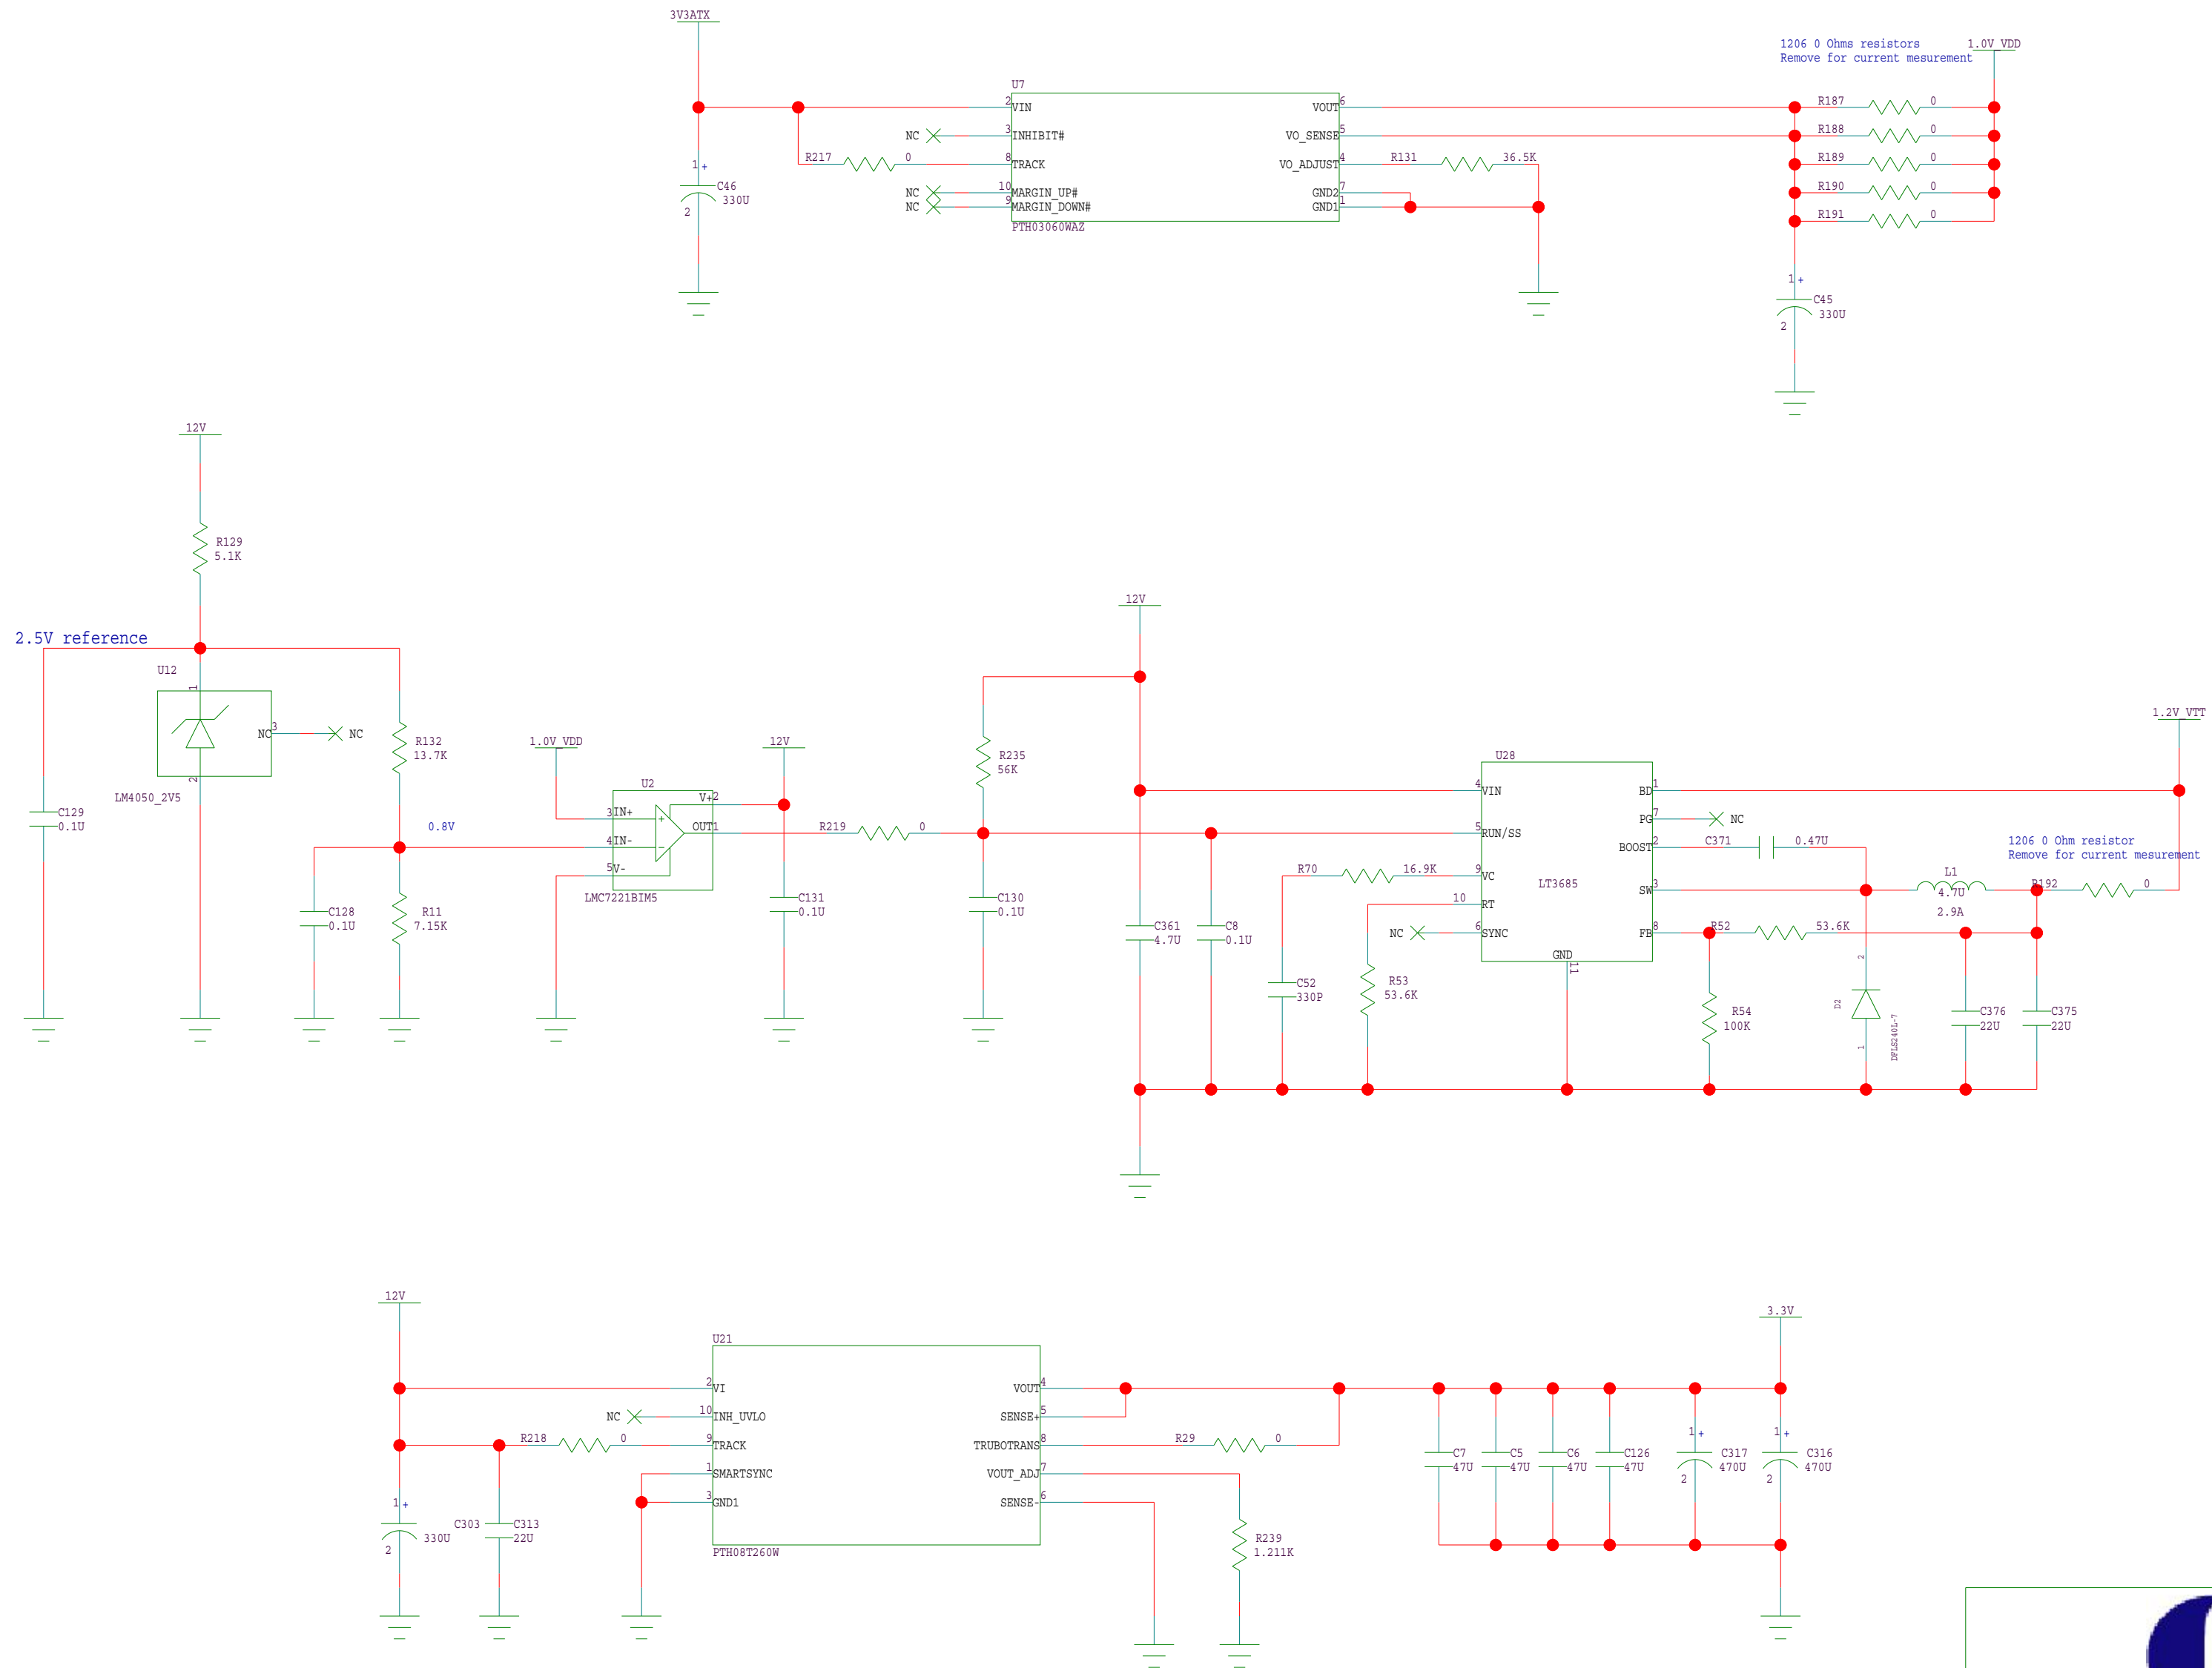 3V3ATX
1206 0 Ohms resistors
Remove for current mesurement
1.0V_VDD
U7
2 VIN
VOUT 6
R187 0
NC 3 INHIBIT#
VO_SENSE 5
R188 0
R217 0 8 TRACK
VO_ADJUST 4 R131 36.5K
R189 0
1 +
C46
330U
2
NC 10 MARGIN_UP#
GND2 7
R190 0
NC 9 MARGIN_DOWN#
GND1 1
R191 0
PTH03060WAZ
1 +
C45
330U
2
12V
R129
5.1K
2.5V reference
U12
1
NC 3 NC
2
LM4050_2V5
C129
0.1U
R132
13.7K
0.8V
C128
0.1U
R11
7.15K
1.0V_VDD
12V
U2
V+ 2
3 IN+
+
OUT 1
4 IN-
-
5 V-
LMC7221BIM5
R219 0
C131
0.1U
12V
R235
56K
C130
0.1U
C361
4.7U
C8
0.1U
U28
4 VIN
BD 1
PG 7 NC
5 RUN/SS
BOOST 2 C371 0.47U
R70 16.9K 9 VC
LT3685
SW 3
10 RT
NC 6 SYNC
FB 8 R52 53.6K
GND
11
C52
330P
R53
53.6K
R54
100K
2
D2
1
DFLS240L-7
L1
4.7U
2.9A
1.2V_VTT
1206 0 Ohm resistor
Remove for current mesurement
R192 0
C376
22U
C375
22U
12V
U21
3.3V
2 VI
VOUT 4
NC 10 INH_UVLO
SENSE+ 5
R218 0 9 TRACK
TRUBOTRANS 8 R29 0
1 SMARTSYNC
VOUT_ADJ 7
3 GND1
SENSE- 6
PTH08T260W
1 +
C303
330U
2
C313
22U
R239
1.211K
C7
47U
C5
47U
C6
47U
C126
47U
1 +
C317
470U
2
1 +
C316
470U
2